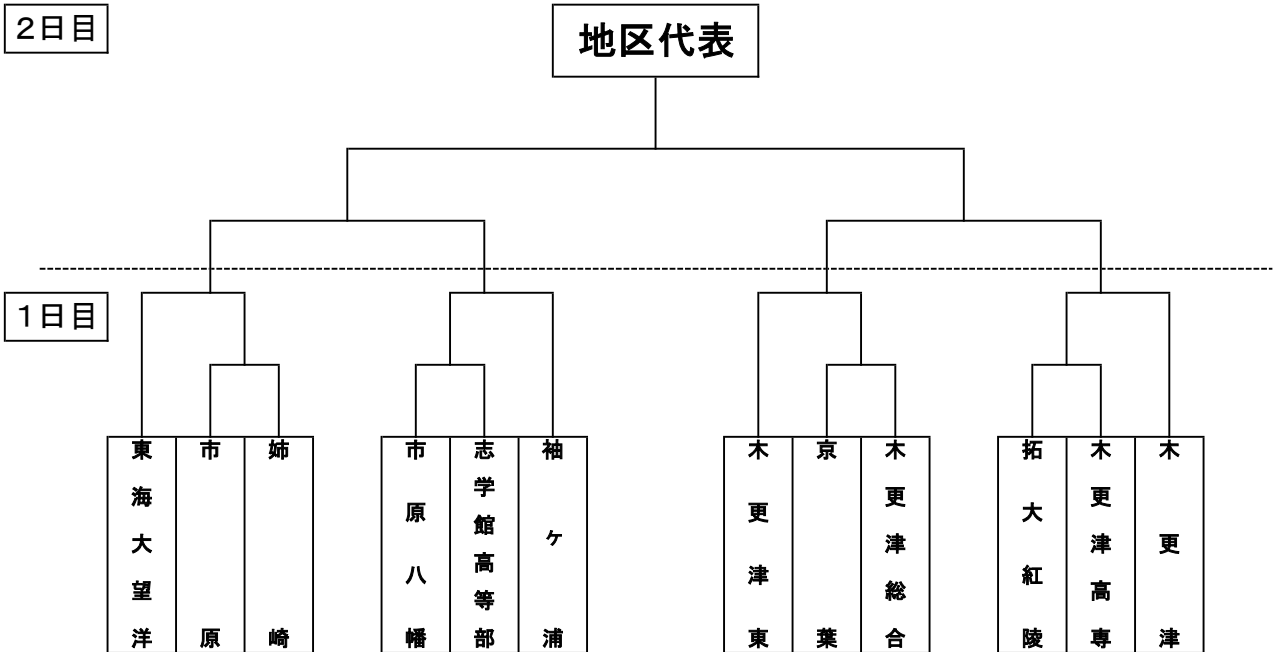 2日目
地区代表
1日目
東海大望洋
市原
姉崎
市原八幡
志学館高等部
袖ヶ浦
木更津東
京葉
木更津総合
拓大紅陵
木更津高専
木更津